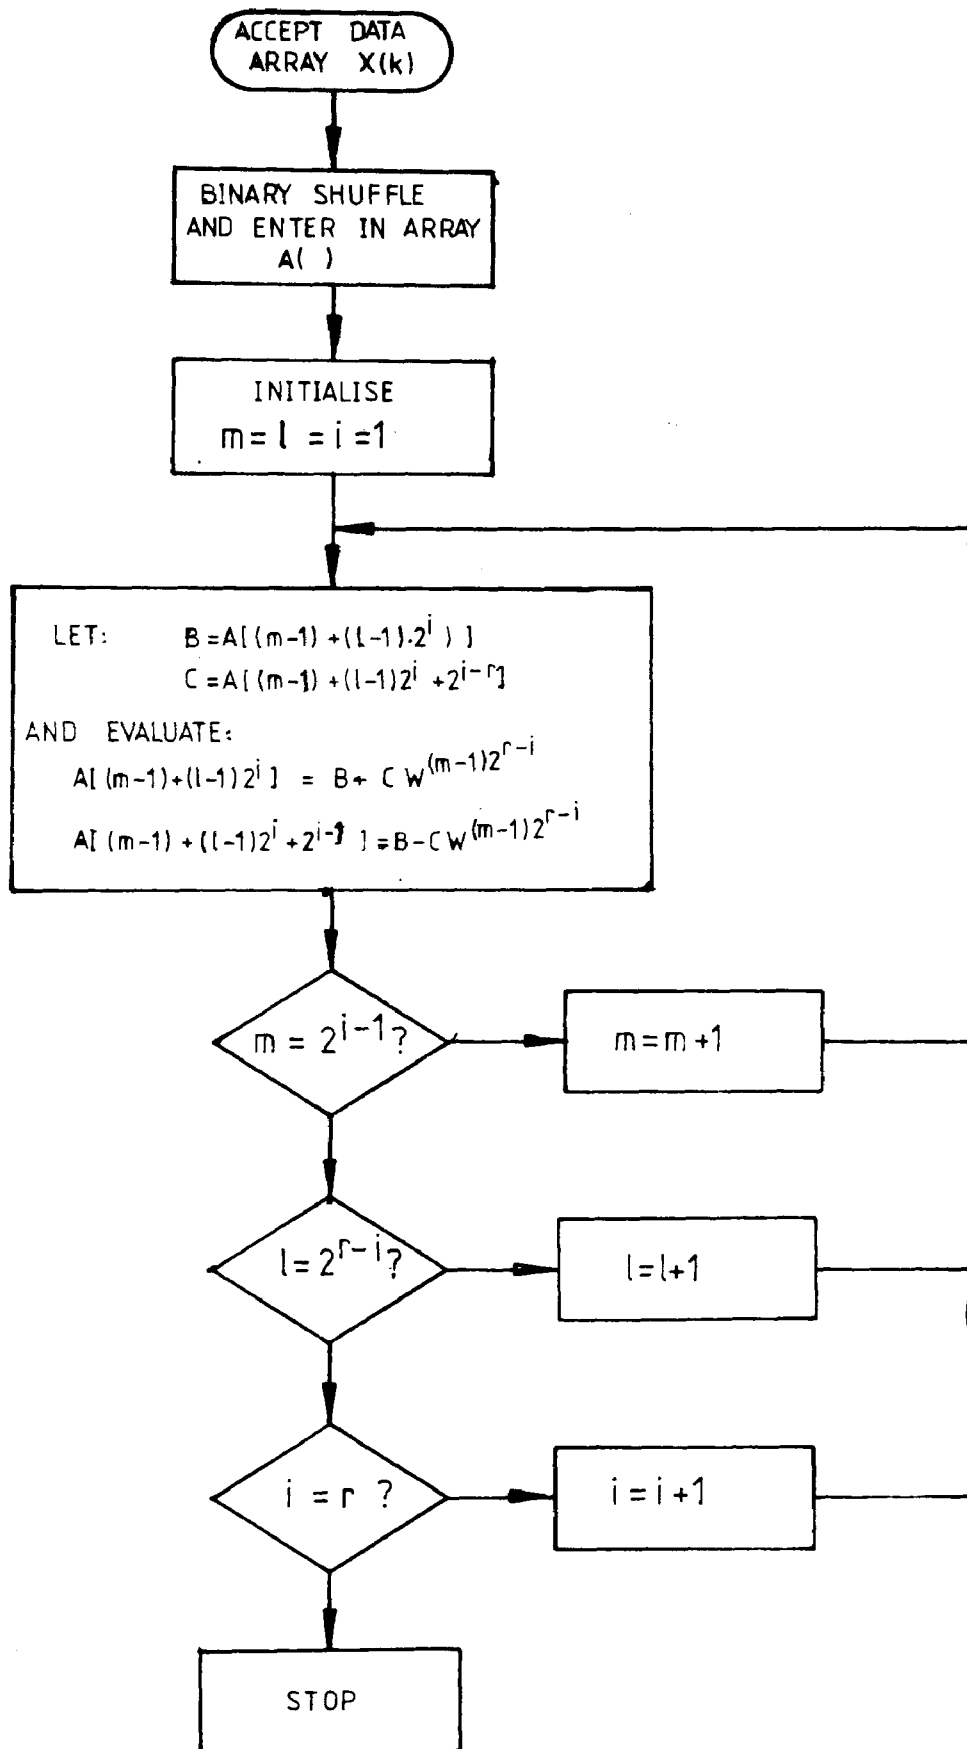 ACCEPT DATA
ARRAY X(k)
BINARY SHUFFLE
AND ENTER IN ARRAY
A( )
INITIALISE
m = l = i = 1
LET: B = A[(m-1) + (l-1).2^i ) ]
C = A[(m-1) + (l-1)2^i + 2^{i-r}]
AND EVALUATE:
A[(m-1)+(l-1)2^i] = B+ C W^{(m-1)2^{r-i}}
A[(m-1) + (l-1)2^i + 2^{i-1} ] = B-CW^{(m-1)2^{r-i}}
m = 2^{i-1}?
m = m+1
l = 2^{r-i}?
l = l+1
i = r ?
i = i+1
STOP